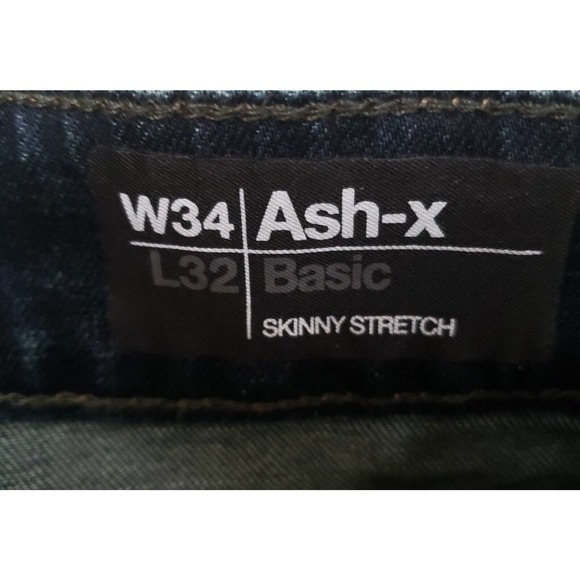 W34 Ash-x
L32 Basic
SKINNY STRETCH